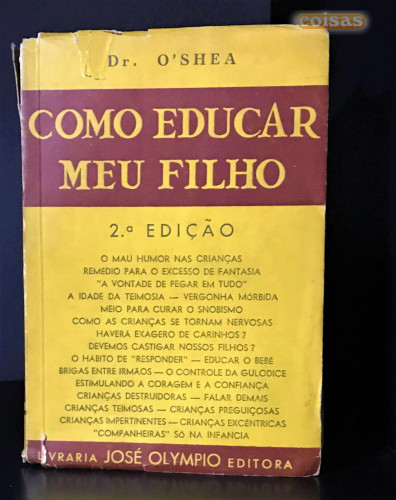 coisas
Dr. O'SHEA
COMO EDUCAR
MEU FILHO
2.ª EDIÇÃO
O MAU HUMOR NAS CRIANÇAS
REMEDIO PARA O EXCESSO DE FANTASIA
"A VONTADE DE PEGAR EM TUDO"
A IDADE DA TEIMOSIA — VERGONHA MÓRBIDA
MEIO PARA CURAR O SNOBISMO
COMO AS CRIANÇAS SE TORNAM NERVOSAS
HAVERÁ EXAGERO DE CARINHOS?
DEVEMOS CASTIGAR NOSSOS FILHOS?
O HÁBITO DE "RESPONDER" — EDUCAR O BEBÊ
BRIGAS ENTRE IRMÃOS — O CONTROLE DA GULODICE
ESTIMULANDO A CORAGEM E A CONFIANÇA
CRIANÇAS DESTRUIDORAS — FALAR DEMAIS
CRIANÇAS TEIMOSAS — CRIANÇAS PREGUIÇOSAS
CRIANÇAS IMPERTINENTES — CRIANÇAS EXCÊNTRICAS
"COMPANHEIRAS" SÓ NA INFANCIA
LIVRARIA JOSÉ OLYMPIO EDITORA